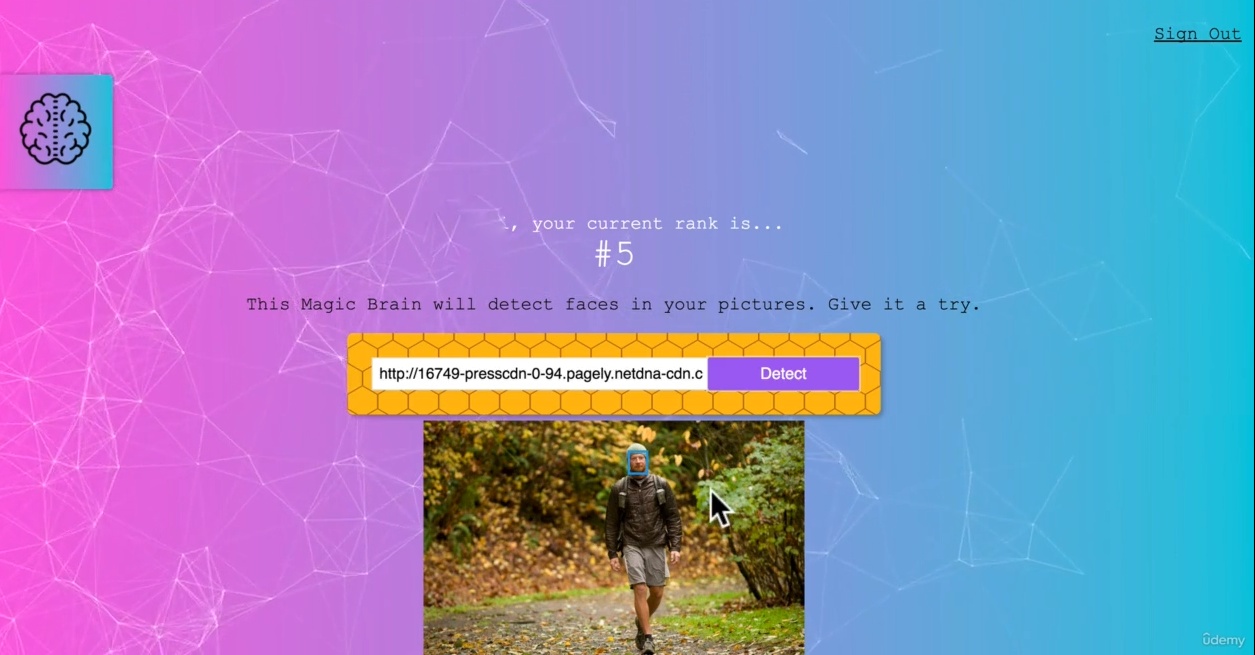 Sign Out
, your current rank is...
#5
This Magic Brain will detect faces in your pictures. Give it a try.
http://16749-presscdn-0-94.pagely.netdna-cdn.c
Detect
ûdemy